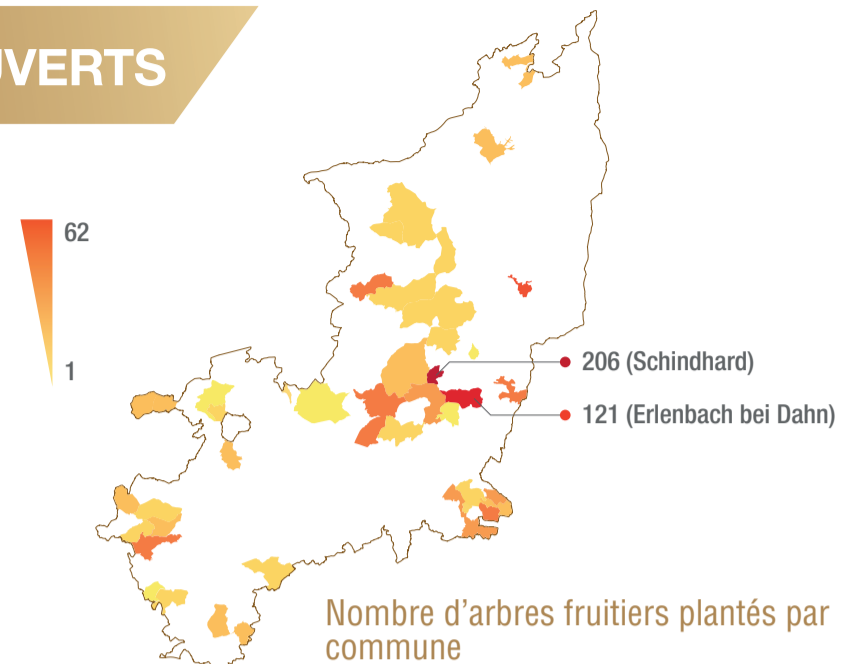 VERTS
62
1
206 (Schindhard)
121 (Erlenbach bei Dahn)
Nombre d'arbres fruitiers plantés par
commune